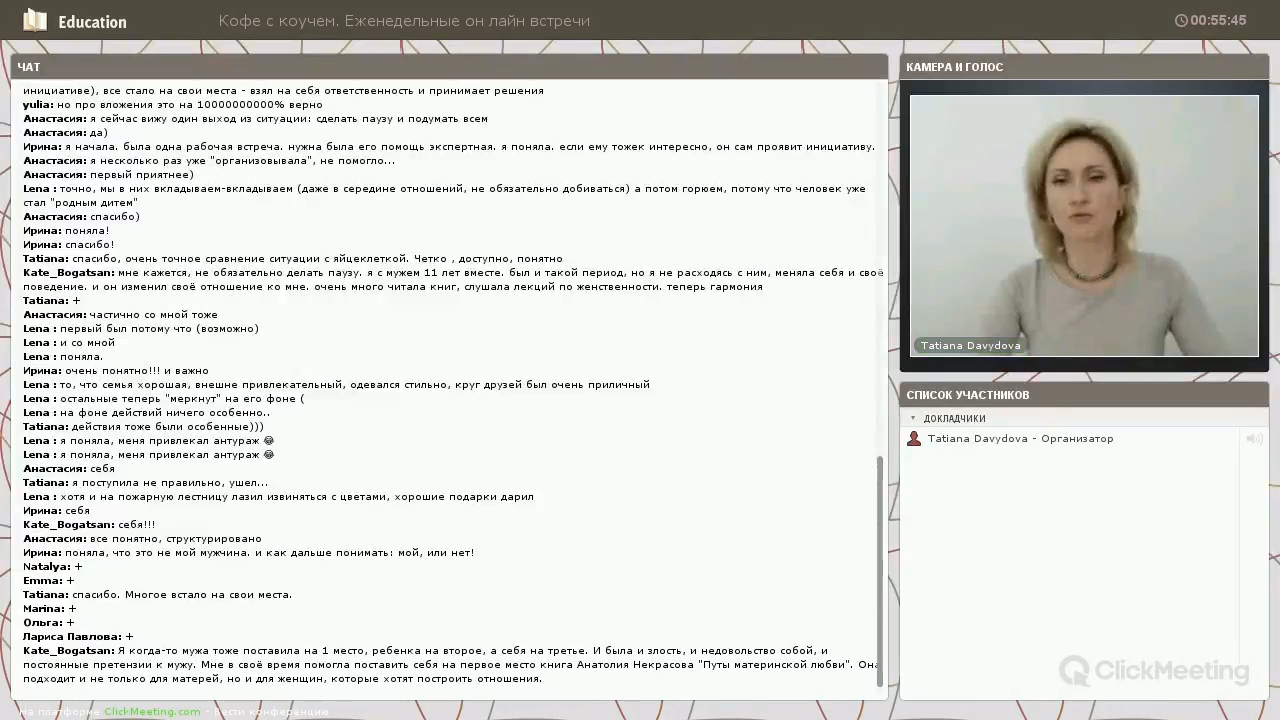 Education
Кофе с коучем. Еженедельные он лайн встречи
00:55:45
ЧАТ
инициативе), все стало на свои места - взял на себя ответственность и принимает решения
yulia: но про вложения это на 10000000000% верно
Анастасия: я сейчас вижу один выход из ситуации: сделать паузу и подумать всем
Анастасия: да)
Ирина: я начала. была одна рабочая встреча. нужна была его помощь экспертная. я поняла. если ему тожек интересно, он сам проявит инициативу.
Анастасия: я несколько раз уже "организовывала", не помогло...
Анастасия: первый приятнее)
Lena : точно, мы в них вкладываем-вкладываем (даже в середине отношений, не обязательно добиваться) а потом горюем, потому что человек уже
стал "родным дитем"
Анастасия: спасибо)
Ирина: поняла!
Ирина: спасибо!
Tatiana: спасибо, очень точное сравнение ситуации с яйцеклеткой. Четко , доступно, понятно
Kate_Bogatsan: мне кажется, не обязательно делать паузу. я с мужем 11 лет вместе. был и такой период, но я не расходясь с ним, меняла себя и своё
поведение. и он изменил своё отношение ко мне. очень много читала книг, слушала лекций по женственности. теперь гармония
Tatiana: +
Анастасия: частично со мной тоже
Lena : первый был потому что (возможно)
Lena : и со мной
Lena : поняла.
Ирина: очень понятно!!! и важно
Lena : то, что семья хорошая, внешне привлекательный, одевался стильно, круг друзей был очень приличный
Lena : остальные теперь "меркнут" на его фоне (
Lena : на фоне действий ничего особенно..
Tatiana: действия тоже были особенные)))
Lena : я поняла, меня привлекал антураж 😂
Lena : я поняла, меня привлекал антураж 😂
Анастасия: себя
Tatiana: я поступила не правильно, ушел...
Lena : хотя и на пожарную лестницу лазил извиняться с цветами, хорошие подарки дарил
Ирина: себя
Kate_Bogatsan: себя!!!
Анастасия: все понятно, структурировано
Ирина: поняла, что это не мой мужчина. и как дальше понимать: мой, или нет!
Natalya: +
Emma: +
Tatiana: спасибо. Многое встало на свои места.
Marina: +
Ольга: +
Лариса Павлова: +
Kate_Bogatsan: Я когда-то мужа тоже поставила на 1 место, ребенка на второе, а себя на третье. И была и злость, и недовольство собой, и
постоянные претензии к мужу. Мне в своё время помогла поставить себя на первое место книга Анатолия Некрасова "Путы материнской любви". Она
подходит и не только для матерей, но и для женщин, которые хотят построить отношения.
На платформе ClickMeeting.com - Вести конференцию
КАМЕРА И ГОЛОС
Tatiana Davydova
СПИСОК УЧАСТНИКОВ
ДОКЛАДЧИКИ
Tatiana Davydova - Организатор
ClickMeeting